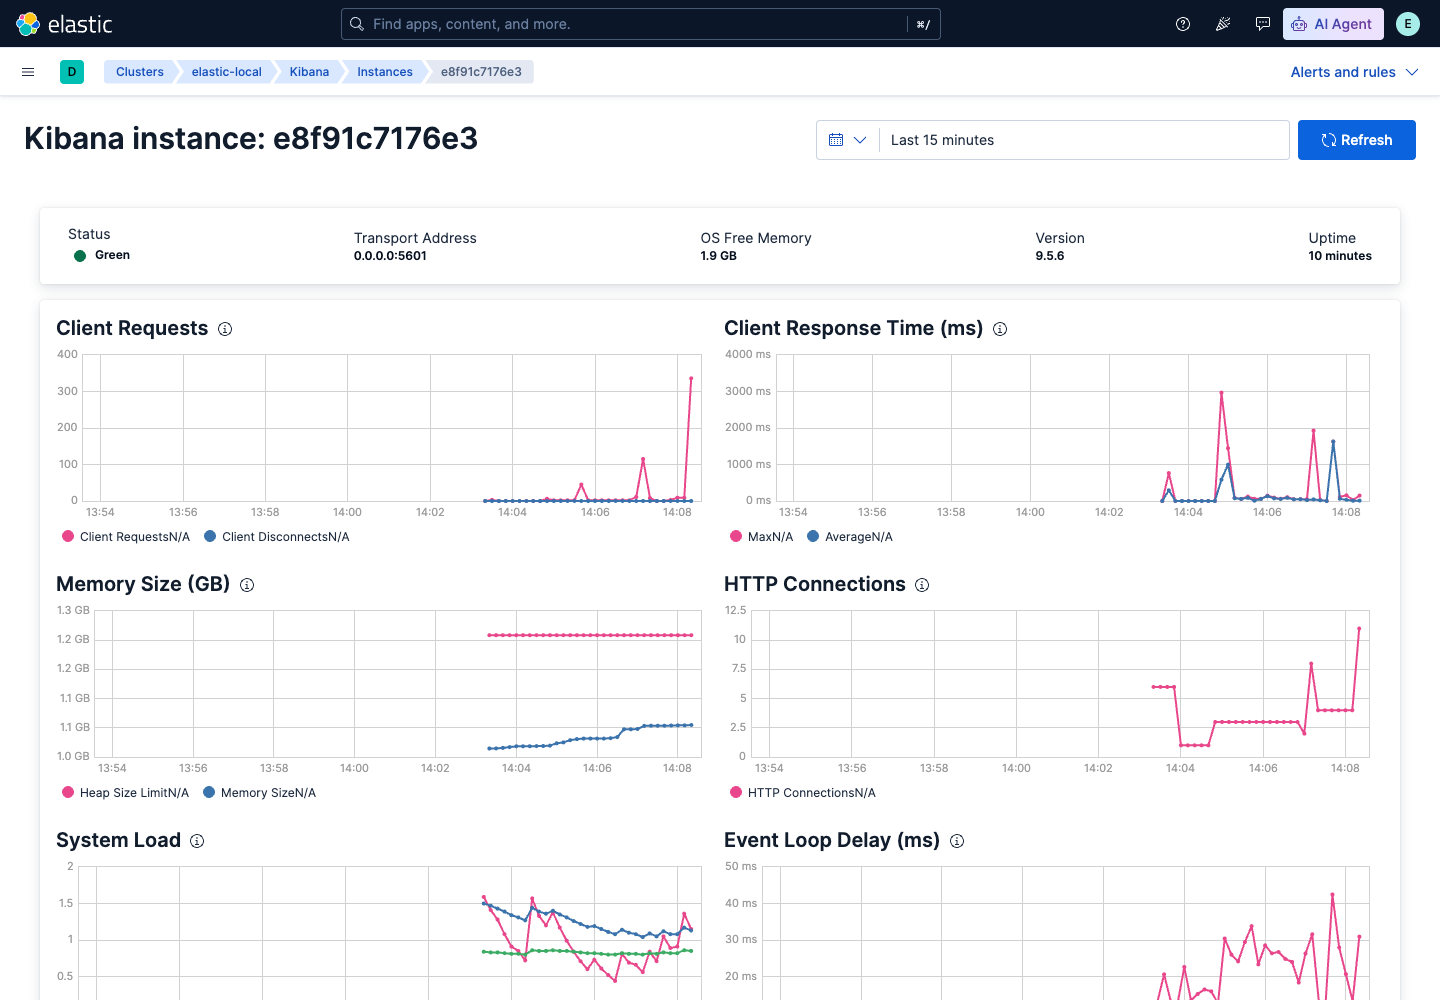 elastic
Find apps, content, and more.
⌘/
AI Agent
E
D
Clusters
elastic-local
Kibana
Instances
e8f91c7176e3
Alerts and rules
Kibana instance: e8f91c7176e3
Last 15 minutes
Refresh
Status
Green
Transport Address
0.0.0.0:5601
OS Free Memory
1.9 GB
Version
9.5.6
Uptime
10 minutes
Client Requests
400
300
200
100
0
13:54 13:56 13:58 14:00 14:02 14:04 14:06 14:08
Client RequestsN/A Client DisconnectsN/A
Client Response Time (ms)
4000 ms
3000 ms
2000 ms
1000 ms
0 ms
13:54 13:56 13:58 14:00 14:02 14:04 14:06 14:08
MaxN/A AverageN/A
Memory Size (GB)
1.3 GB
1.2 GB
1.2 GB
1.1 GB
1.1 GB
1.0 GB
13:54 13:56 13:58 14:00 14:02 14:04 14:06 14:08
Heap Size LimitN/A Memory SizeN/A
HTTP Connections
12.5
10
7.5
5
2.5
0
13:54 13:56 13:58 14:00 14:02 14:04 14:06 14:08
HTTP ConnectionsN/A
System Load
2
1.5
1
0.5
Event Loop Delay (ms)
50 ms
40 ms
30 ms
20 ms